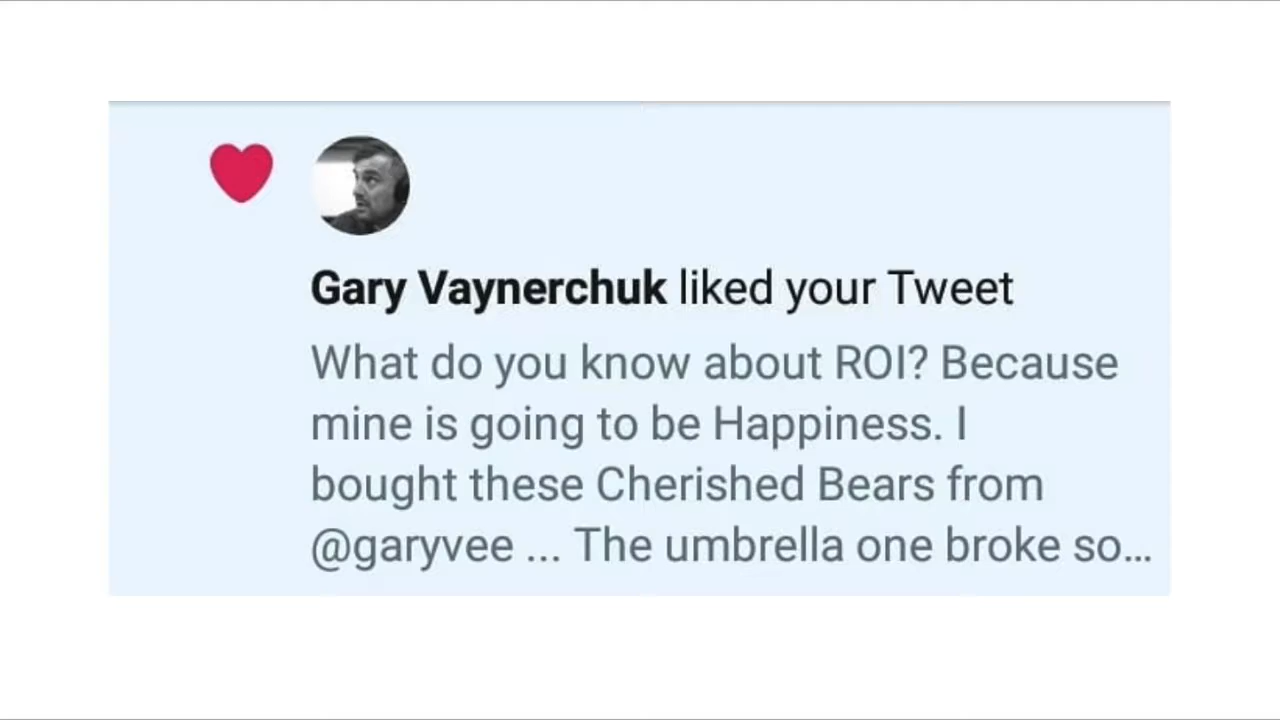 Gary Vaynerchuk liked your Tweet
What do you know about ROI? Because
mine is going to be Happiness. I
bought these Cherished Bears from
@garyvee ... The umbrella one broke so...